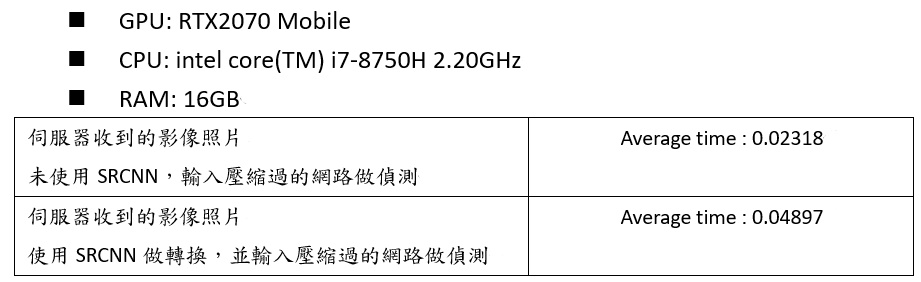 ■ GPU: RTX2070 Mobile
■ CPU: intel core(TM) i7-8750H 2.20GHz
■ RAM: 16GB
伺服器收到的影像照片
未使用 SRCNN，輸入壓縮過的網路做偵測
Average time : 0.02318
伺服器收到的影像照片
使用 SRCNN 做轉換，並輸入壓縮過的網路做偵測
Average time : 0.04897